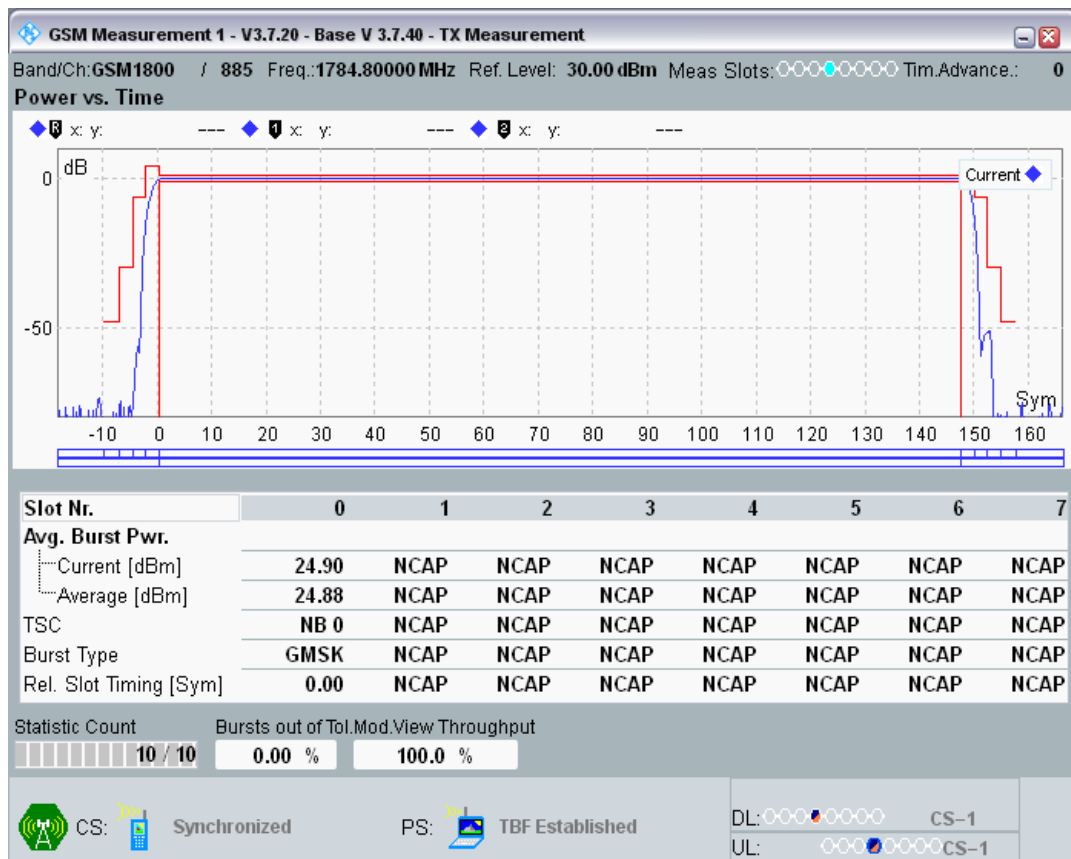 GSM Measurement 1 - V3.7.20 - Base V 3.7.40 - TX Measurement
Band/Ch:GSM1800 / 885 Freq.:1784.80000 MHz Ref. Level: 30.00 dBm Meas Slots: Tim.Advance.: 0
Power vs. Time
R x: y: --- 1 x: y: --- 2 x: y: ---
dB
Current
0
-50
Sym
-10 0 10 20 30 40 50 60 70 80 90 100 110 120 130 140 150 160
Slot Nr. 0 1 2 3 4 5 6 7
Avg. Burst Pwr.
Current [dBm] 24.90 NCAP NCAP NCAP NCAP NCAP NCAP NCAP
Average [dBm] 24.88 NCAP NCAP NCAP NCAP NCAP NCAP NCAP
TSC NB 0 NCAP NCAP NCAP NCAP NCAP NCAP NCAP
Burst Type GMSK NCAP NCAP NCAP NCAP NCAP NCAP NCAP
Rel. Slot Timing [Sym] 0.00 NCAP NCAP NCAP NCAP NCAP NCAP NCAP
Statistic Count Bursts out of Tol.Mod.View Throughput
10 / 10 0.00 % 100.0 %
CS: Synchronized PS: TBF Established
DL: CS-1
UL: CS-1